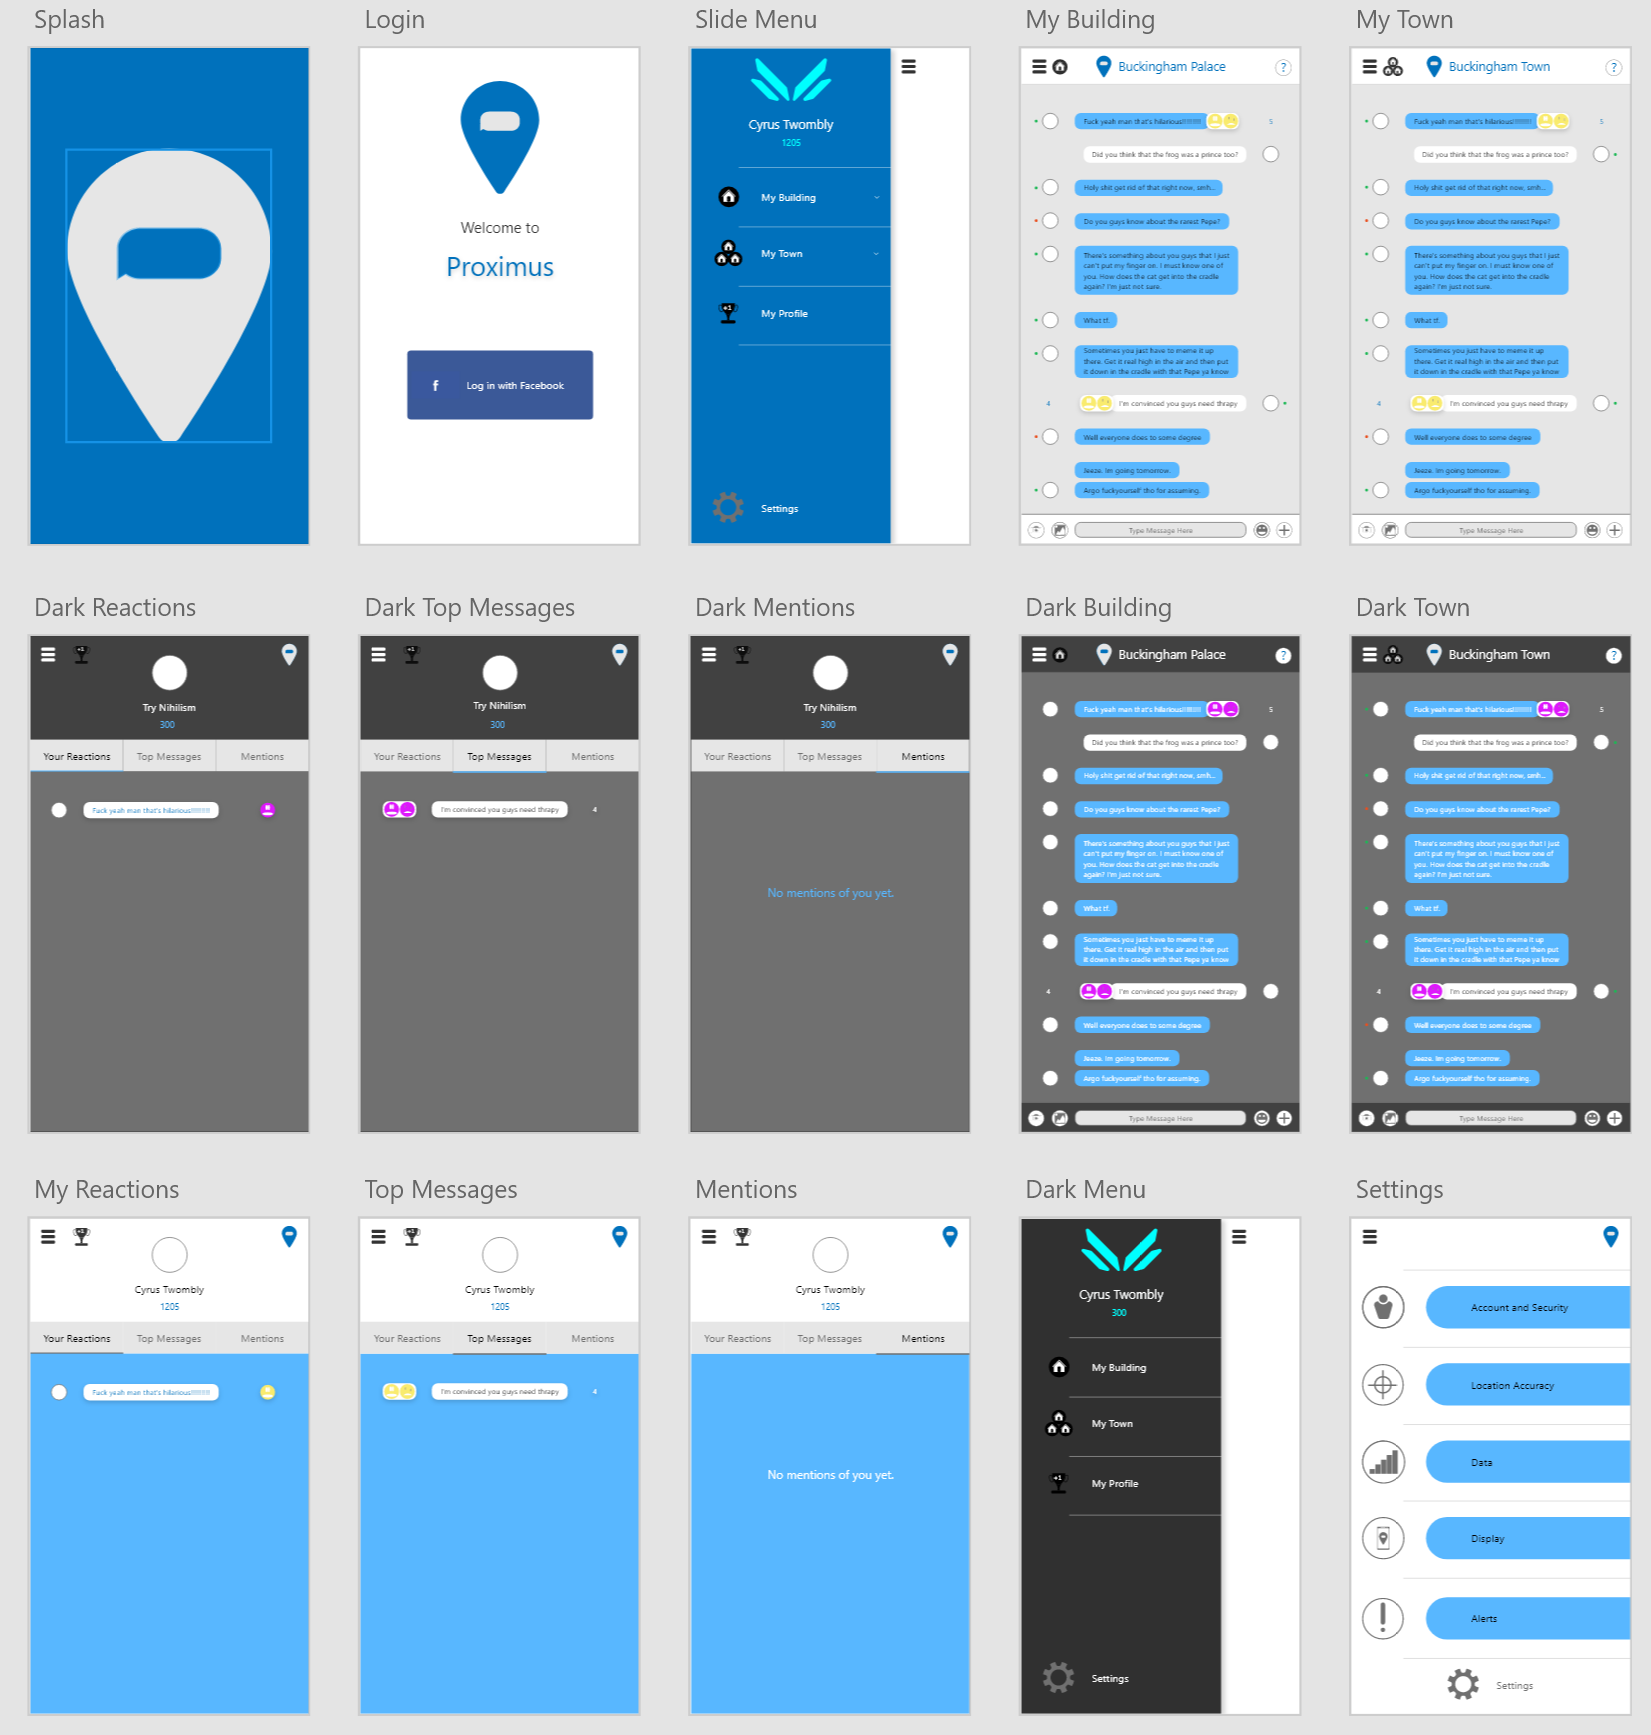 Splash
Login
Slide Menu
My Building
My Town
Welcome to
Proximus
f
Log in with Facebook
Cyrus Twombly
1205
My Building
My Town
+1
My Profile
Settings
Buckingham Palace
?
Fuck yeah man that's hilarious!!!!!!!!!
5
Did you think that the frog was a prince too?
Holy shit get rid of that right now, smh...
Do you guys know about the rarest Pepe?
There's something about you guys that I just
can't put my finger on. I must know one of
you. How does the cat get into the cradle
again? I'm just not sure.
What tf.
Sometimes you just have to meme it up
there. Get it real high in the air and then put
it down in the cradle with that Pepe ya know
4
I'm convinced you guys need thrapy
Well everyone does to some degree
Jeeze. Im going tomorrow.
Argo fuckyourself tho for assuming.
Type Message Here
Buckingham Town
?
Fuck yeah man that's hilarious!!!!!!!!!
5
Did you think that the frog was a prince too?
Holy shit get rid of that right now, smh...
Do you guys know about the rarest Pepe?
There's something about you guys that I just
can't put my finger on. I must know one of
you. How does the cat get into the cradle
again? I'm just not sure.
What tf.
Sometimes you just have to meme it up
there. Get it real high in the air and then put
it down in the cradle with that Pepe ya know
4
I'm convinced you guys need thrapy
Well everyone does to some degree
Jeeze. Im going tomorrow.
Argo fuckyourself tho for assuming.
Type Message Here
Dark Reactions
Dark Top Messages
Dark Mentions
Dark Building
Dark Town
+1
Try Nihilism
300
Your Reactions
Top Messages
Mentions
Fuck yeah man that's hilarious!!!!!!!!!
+1
Try Nihilism
300
Your Reactions
Top Messages
Mentions
I'm convinced you guys need thrapy
4
+1
Try Nihilism
300
Your Reactions
Top Messages
Mentions
No mentions of you yet.
Buckingham Palace
?
Fuck yeah man that's hilarious!!!!!!!!!
5
Did you think that the frog was a prince too?
Holy shit get rid of that right now, smh...
Do you guys know about the rarest Pepe?
There's something about you guys that I just
can't put my finger on. I must know one of
you. How does the cat get into the cradle
again? I'm just not sure.
What tf.
Sometimes you just have to meme it up
there. Get it real high in the air and then put
it down in the cradle with that Pepe ya know
4
I'm convinced you guys need thrapy
Well everyone does to some degree
Jeeze. Im going tomorrow.
Argo fuckyourself tho for assuming.
Type Message Here
Buckingham Town
?
Fuck yeah man that's hilarious!!!!!!!!!
5
Did you think that the frog was a prince too?
Holy shit get rid of that right now, smh...
Do you guys know about the rarest Pepe?
There's something about you guys that I just
can't put my finger on. I must know one of
you. How does the cat get into the cradle
again? I'm just not sure.
What tf.
Sometimes you just have to meme it up
there. Get it real high in the air and then put
it down in the cradle with that Pepe ya know
4
I'm convinced you guys need thrapy
Well everyone does to some degree
Jeeze. Im going tomorrow.
Argo fuckyourself tho for assuming.
Type Message Here
My Reactions
Top Messages
Mentions
Dark Menu
Settings
+1
Cyrus Twombly
1205
Your Reactions
Top Messages
Mentions
Fuck yeah man that's hilarious!!!!!!!!!
+1
Cyrus Twombly
1205
Your Reactions
Top Messages
Mentions
I'm convinced you guys need thrapy
4
+1
Cyrus Twombly
1205
Your Reactions
Top Messages
Mentions
No mentions of you yet.
Cyrus Twombly
300
My Building
My Town
+1
My Profile
Settings
Account and Security
Location Accuracy
Data
Display
Alerts
Settings